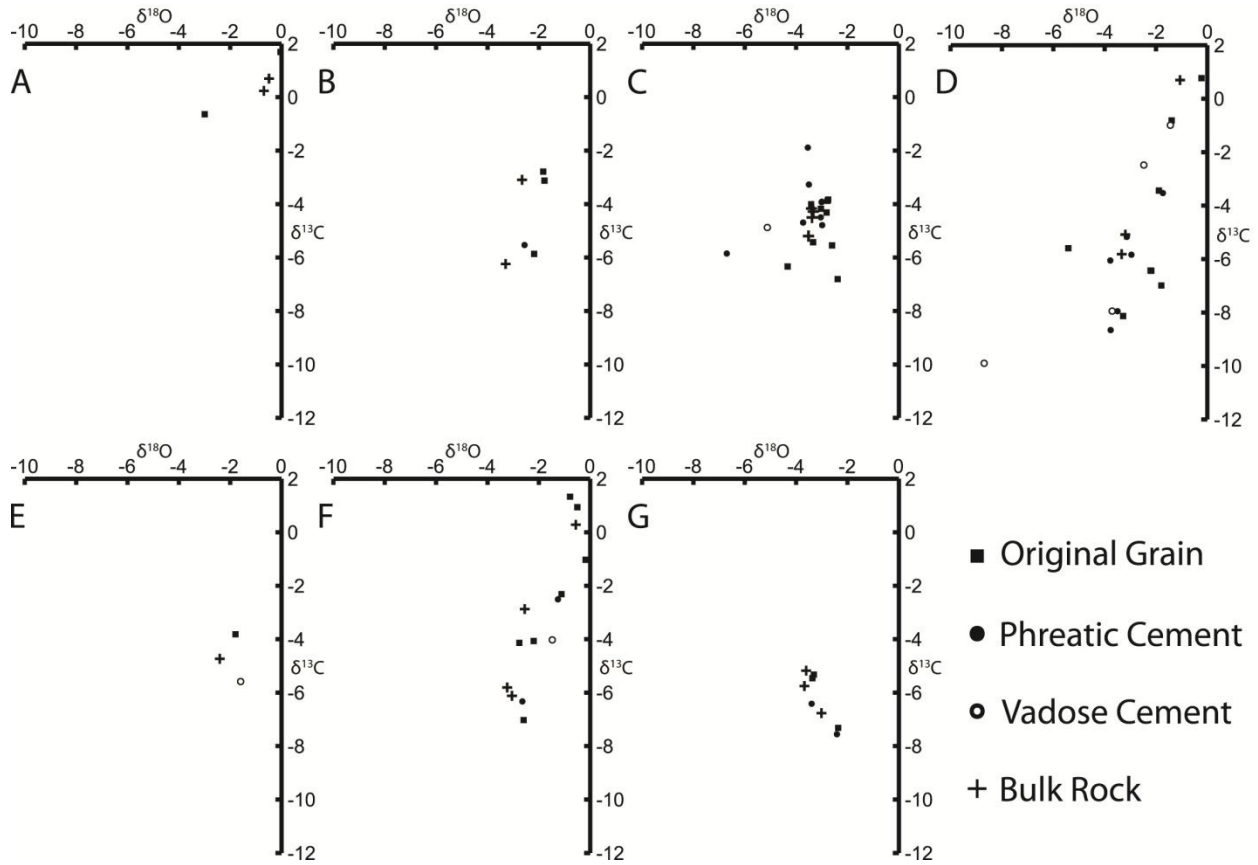 δ¹⁸O
-10 -8 -6 -4 -2 0
A
2
0
-2
-4
δ¹³C
-6
-8
-10
-12
δ¹⁸O
-10 -8 -6 -4 -2 0
B
2
0
-2
-4
δ¹³C
-6
-8
-10
-12
δ¹⁸O
-10 -8 -6 -4 -2 0
C
2
0
-2
-4
δ¹³C
-6
-8
-10
-12
δ¹⁸O
-10 -8 -6 -4 -2 0
D
2
0
-2
-4
δ¹³C
-6
-8
-10
-12
δ¹⁸O
-10 -8 -6 -4 -2 0
E
2
0
-2
-4
δ¹³C
-6
-8
-10
-12
δ¹⁸O
-10 -8 -6 -4 -2 0
F
2
0
-2
-4
δ¹³C
-6
-8
-10
-12
δ¹⁸O
-10 -8 -6 -4 -2 0
G
2
0
-2
-4
δ¹³C
-6
-8
-10
-12
Original Grain
Phreatic Cement
Vadose Cement
Bulk Rock